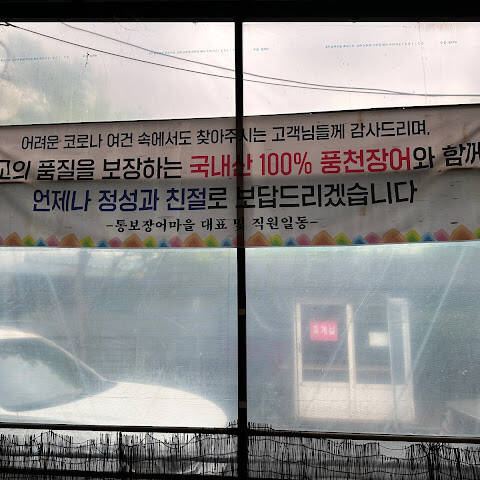 어려운 코로나 여건 속에서도 찾아주시는 고객님들께 감사드리며,
고의 품질을 보장하는 국내산 100% 풍천장어와 함께
언제나 정성과 친절로 보답드리겠습니다
-통보장어마을 대표 및 직원일동-